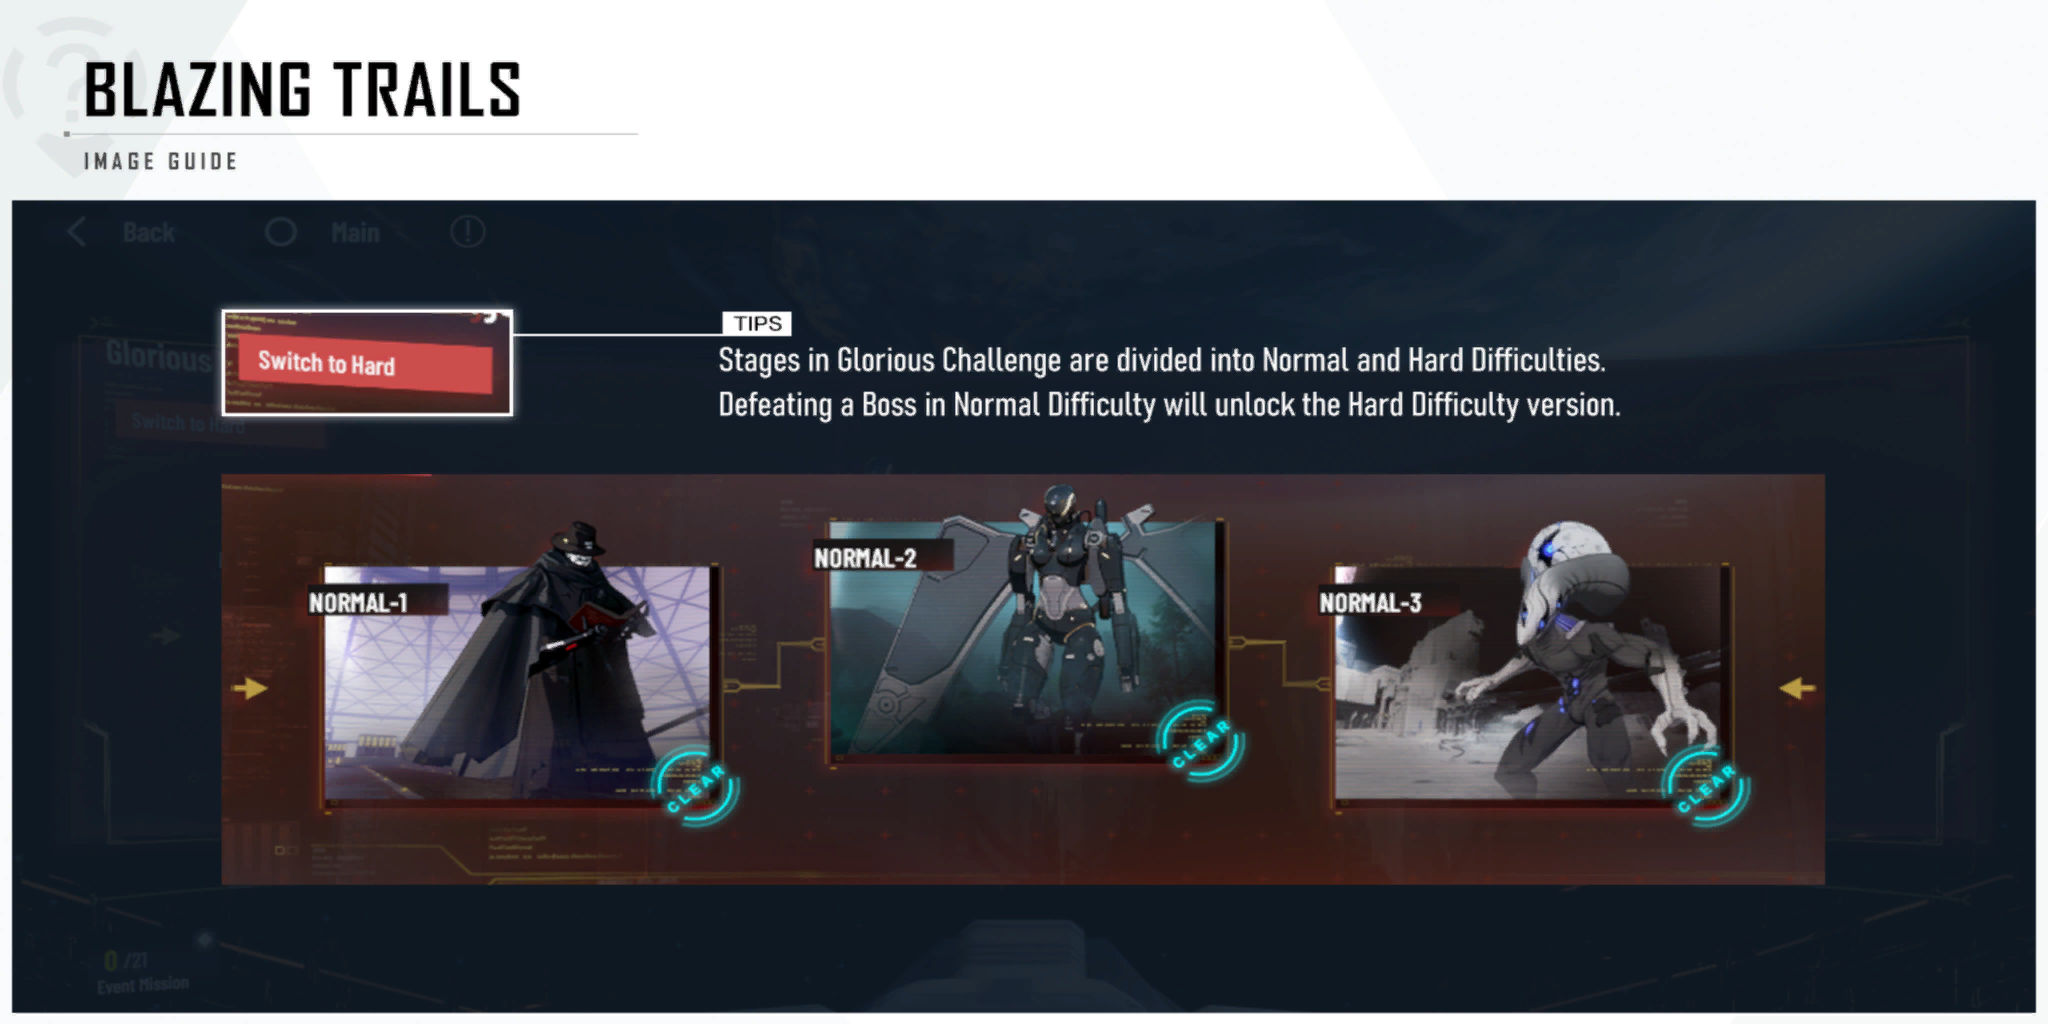 BLAZING TRAILS
IMAGE GUIDE
Back
Main
Glorious
Switch to Hard
Switch to Hard
TIPS
Stages in Glorious Challenge are divided into Normal and Hard Difficulties.
Defeating a Boss in Normal Difficulty will unlock the Hard Difficulty version.
NORMAL-1
CLEAR
NORMAL-2
CLEAR
NORMAL-3
CLEAR
0 /21
Event Mission